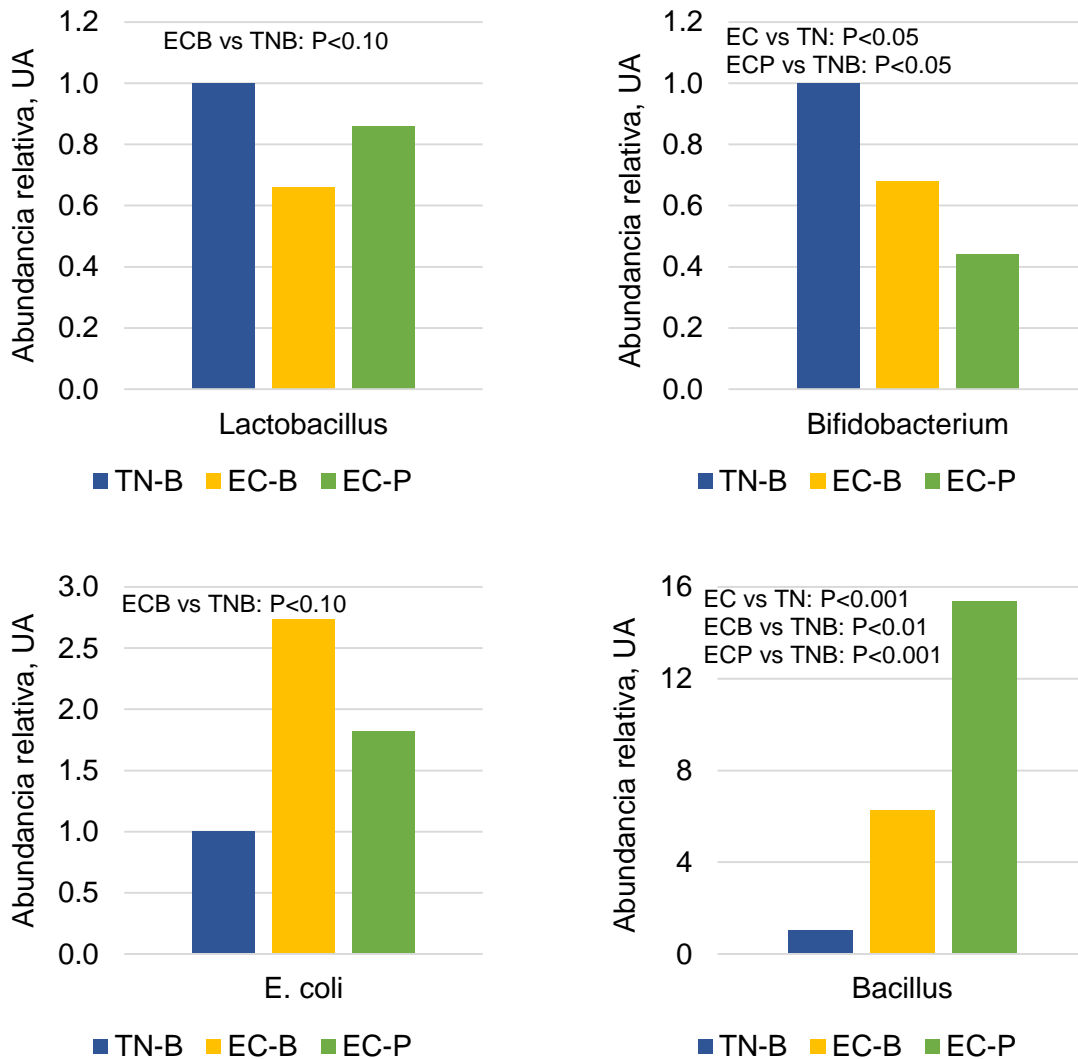 Abundancia relativa, UA
1.2
1.0
0.8
0.6
0.4
0.2
0.0
ECB vs TNB: P<0.10
Lactobacillus
TN-B EC-B EC-P
Abundancia relativa, UA
1.2
1.0
0.8
0.6
0.4
0.2
0.0
EC vs TN: P<0.05
ECP vs TNB: P<0.05
Bifidobacterium
TN-B EC-B EC-P
Abundancia relativa, UA
3.0
2.5
2.0
1.5
1.0
0.5
0.0
ECB vs TNB: P<0.10
E. coli
TN-B EC-B EC-P
Abundancia relativa, UA
16
12
8
4
0
EC vs TN: P<0.001
ECB vs TNB: P<0.01
ECP vs TNB: P<0.001
Bacillus
TN-B EC-B EC-P